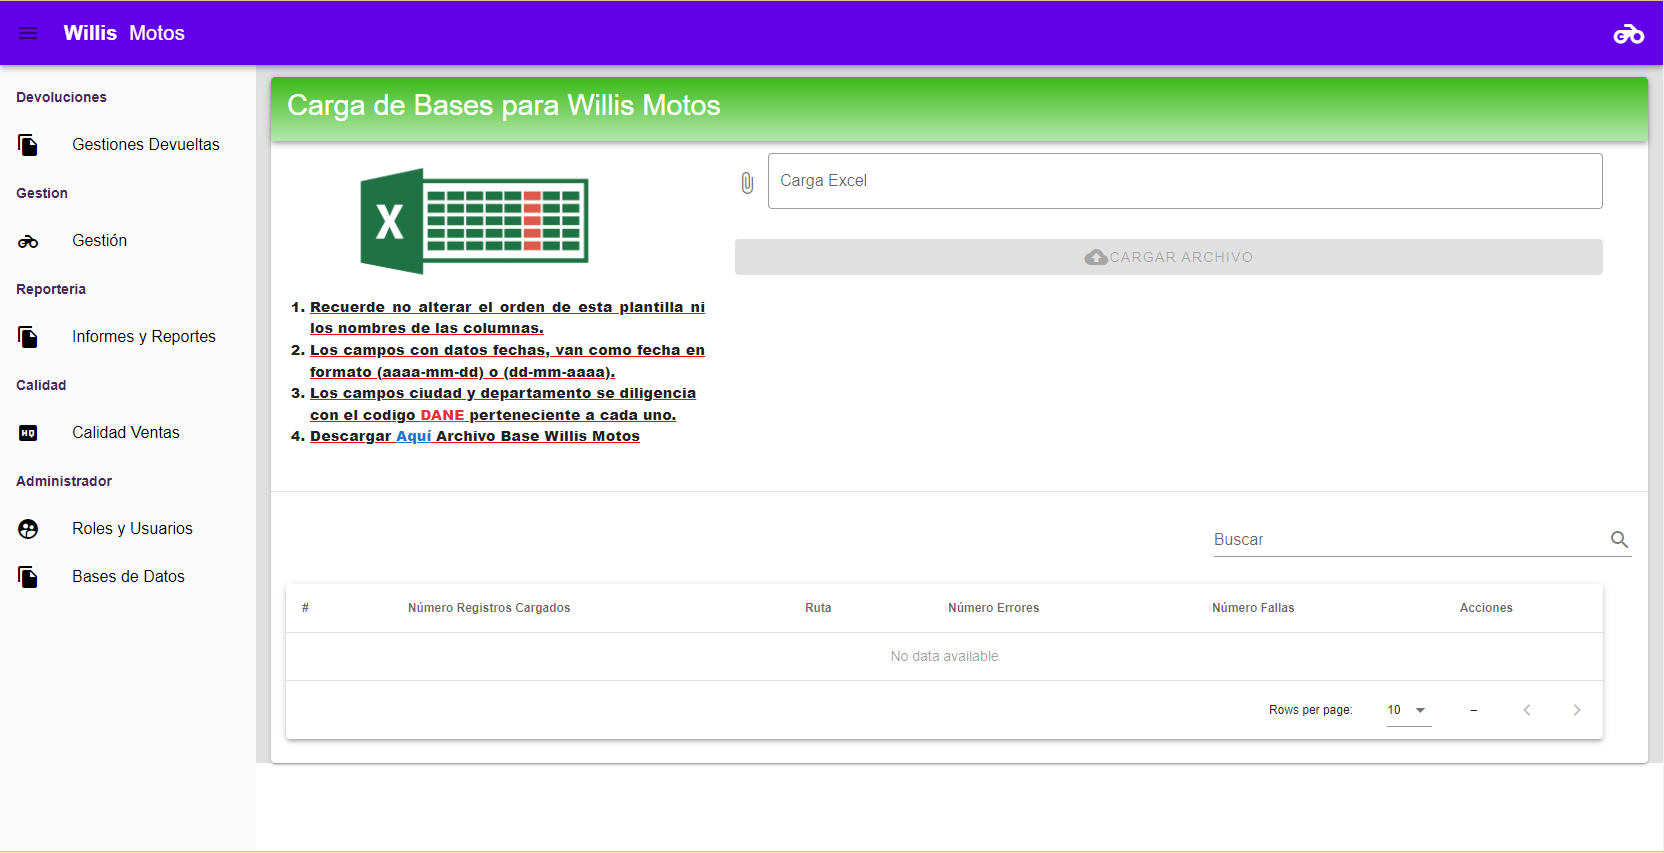 Willis Motos
Devoluciones
Gestiones Devueltas
Gestion
Gestión
Reporteria
Informes y Reportes
Calidad
HQ
Calidad Ventas
Administrador
Roles y Usuarios
Bases de Datos
Carga de Bases para Willis Motos
X
1. Recuerde no alterar el orden de esta plantilla ni
los nombres de las columnas.
2. Los campos con datos fechas, van como fecha en
formato (aaaa-mm-dd) o (dd-mm-aaaa).
3. Los campos ciudad y departamento se diligencia
con el codigo DANE perteneciente a cada uno.
4. Descargar Aquí Archivo Base Willis Motos
Carga Excel
CARGAR ARCHIVO
Buscar
# Número Registros Cargados Ruta Número Errores Número Fallas Acciones
No data available
Rows per page: 10 –